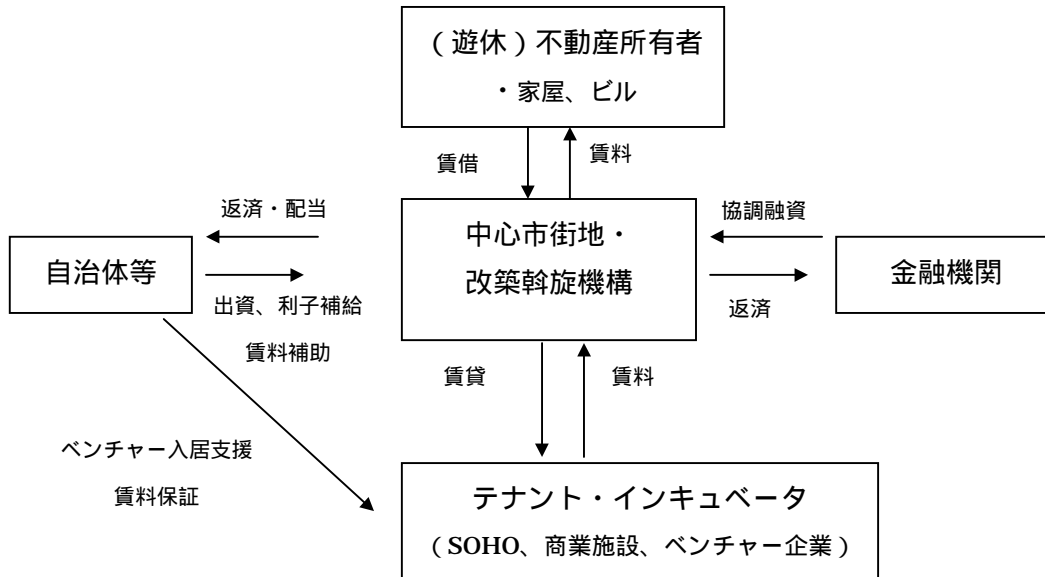 （遊休）不動産所有者
・家屋、ビル
賃借
賃料
返済・配当
中心市街地・
改築斡旋機構
協調融資
自治体等
金融機関
出資、利子補給
賃料補助
返済
賃貸
賃料
ベンチャー入居支援
賃料保証
テナント・インキュベータ
（SOHO、商業施設、ベンチャー企業）